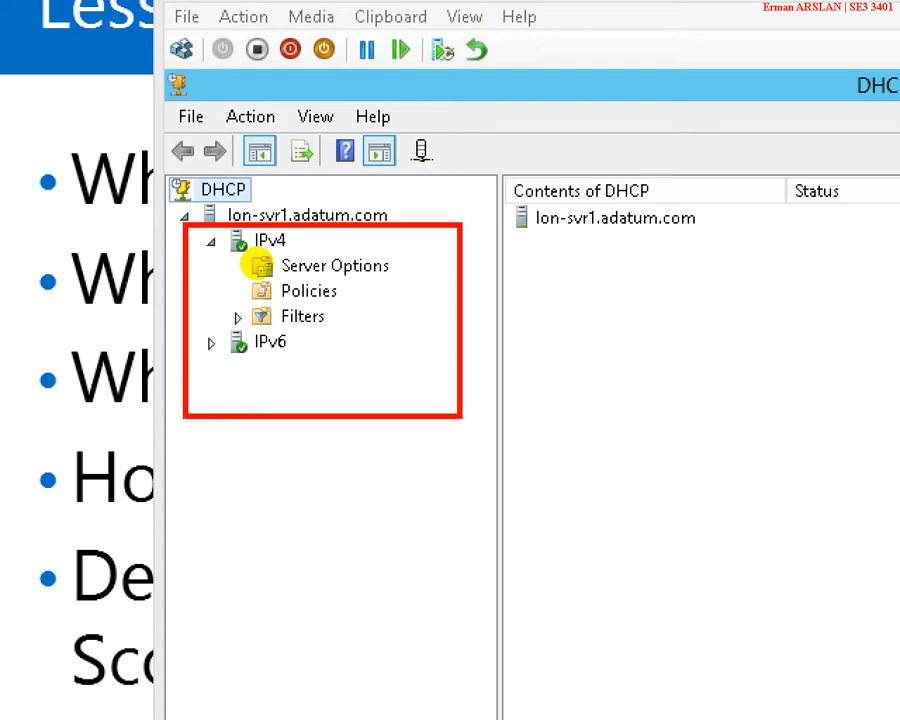 Less
Erman ARSLAN | SE3 3401
File Action Media Clipboard View Help
DHC
File Action View Help
DHCP
lon-svr1.adatum.com
IPv4
Server Options
Policies
Filters
IPv6
Contents of DHCP Status
lon-svr1.adatum.com
• Wh
• Wh
• Wh
• Ho
• De
Sco